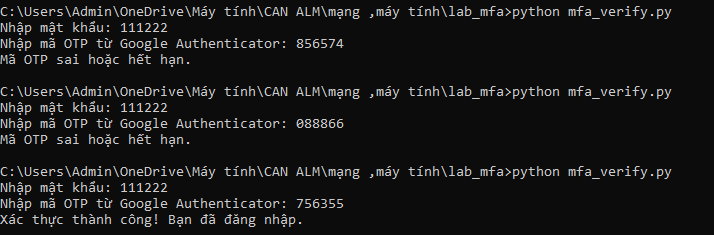 C:\Users\Admin\OneDrive\Máy tính\CAN ALM\mạng ,máy tính\lab_mfa>python mfa_verify.py
Nhập mật khẩu: 111222
Nhập mã OTP từ Google Authenticator: 856574
Mã OTP sai hoặc hết hạn.
C:\Users\Admin\OneDrive\Máy tính\CAN ALM\mạng ,máy tính\lab_mfa>python mfa_verify.py
Nhập mật khẩu: 111222
Nhập mã OTP từ Google Authenticator: 088866
Mã OTP sai hoặc hết hạn.
C:\Users\Admin\OneDrive\Máy tính\CAN ALM\mạng ,máy tính\lab_mfa>python mfa_verify.py
Nhập mật khẩu: 111222
Nhập mã OTP từ Google Authenticator: 756355
Xác thực thành công! Bạn đã đăng nhập.